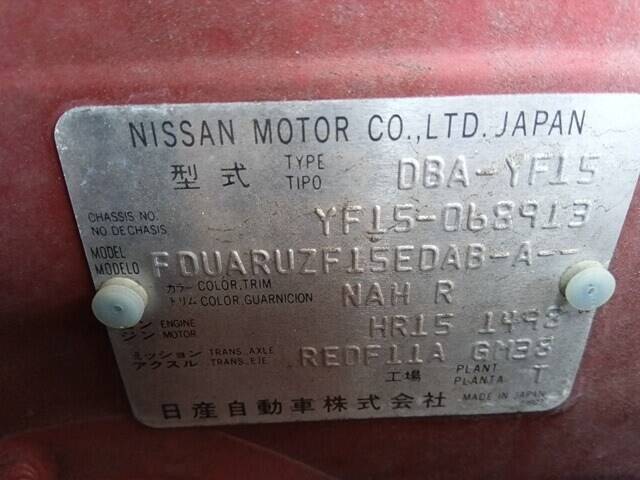 NISSAN MOTOR CO.,LTD. JAPAN
型式 TYPE TIPO DBA-YF15
CHASSIS NO. NO. DE CHASIS YF15-068913
MODEL MODELO FDUARUZF15EDAB-A--
カラー トリム COLOR,TRIM COLOR,GUARNICION NAH R
ン ジン ENGINE MOTOR HR15 1498
ミッション アクスル TRANS. AXLE TRANS. EJE RE0F11A GM38
工場 PLANT PLANTA T
日産自動車株式会社 MADE IN JAPAN